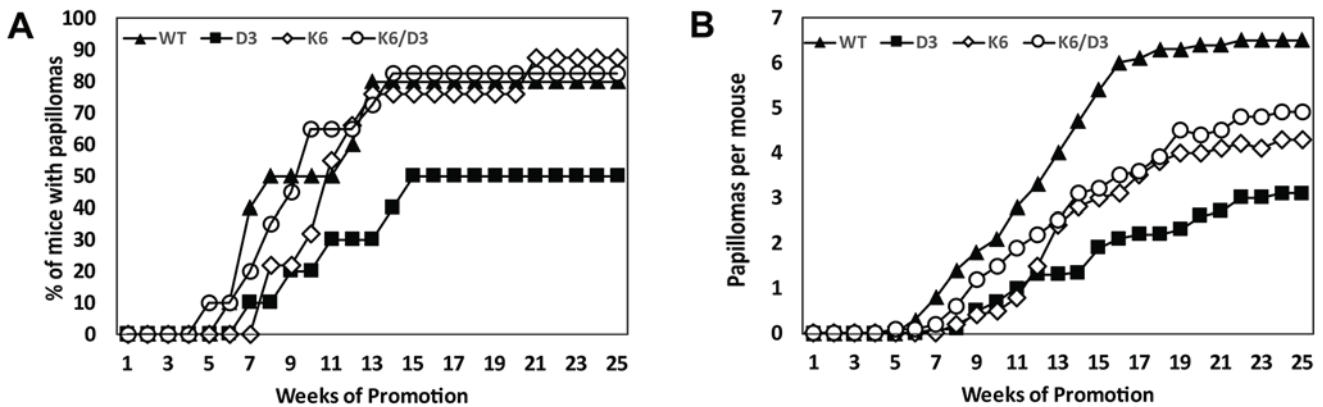 A
% of mice with papillomas
100
90
80
70
60
50
40
30
20
10
0
WT D3 K6 K6/D3
1 3 5 7 9 11 13 15 17 19 21 23 25
Weeks of Promotion
B
Papillomas per mouse
7
6
5
4
3
2
1
0
WT D3 K6 K6/D3
1 3 5 7 9 11 13 15 17 19 21 23 25
Weeks of Promotion